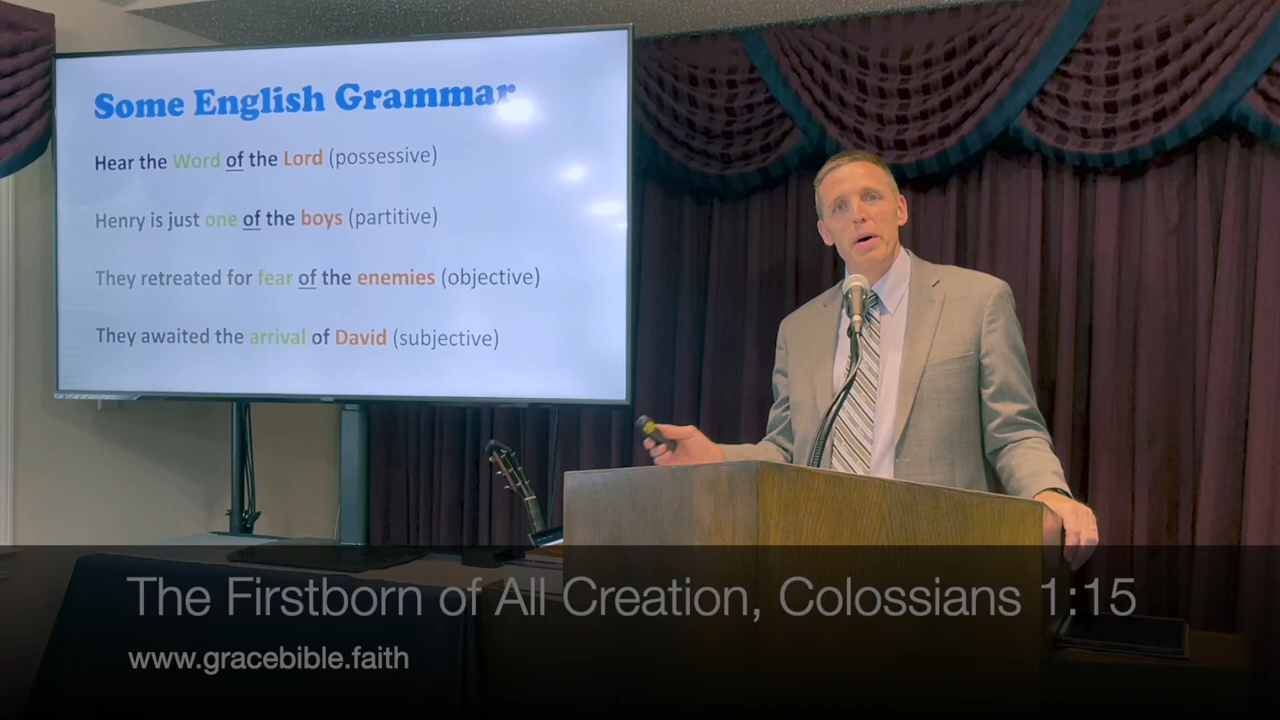 Some English Grammar
Hear the Word of the Lord (possessive)
Henry is just one of the boys (partitive)
They retreated for fear of the enemies (objective)
They awaited the arrival of David (subjective)
The Firstborn of All Creation, Colossians 1:15
www.gracebible.faith